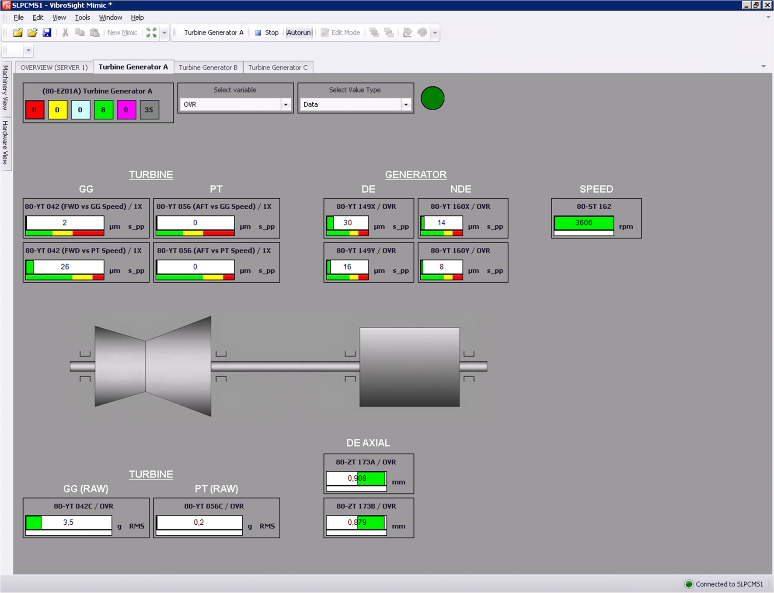 SLPCMS1 - VibroSight Mimic *
File Edit View Tools Window Help
New Mimic Turbine Generator A Stop Autorun Edit Mode
OVERVIEW (SERVER 1) Turbine Generator A Turbine Generator B Turbine Generator C
Machinery View
Hardware View
(80-EZ01A) Turbine Generator A
0 0 0 8 0 35
Select variable
OVR
Select Value Type
Data
TURBINE
GG PT
GENERATOR
DE NDE
SPEED
80-YT 042 (FWD vs GG Speed) / 1X
2
µm s_pp
80-YT 056 (AFT vs GG Speed) / 1X
0
µm s_pp
80-YT 149X / OVR
30
µm s_pp
80-YT 160X / OVR
14
µm s_pp
80-ST 162
3606
rpm
80-YT 042 (FWD vs PT Speed) / 1X
26
µm s_pp
80-YT 056 (AFT vs PT Speed) / 1X
0
µm s_pp
80-YT 149Y / OVR
16
µm s_pp
80-YT 160Y / OVR
8
µm s_pp
DE AXIAL
80-ZT 173A / OVR
0,908
mm
80-ZT 173B / OVR
0,879
mm
TURBINE
GG (RAW) PT (RAW)
80-YT 042C / OVR
3,5
g RMS
80-YT 056C / OVR
0,2
g RMS
Connected to SLPCMS1